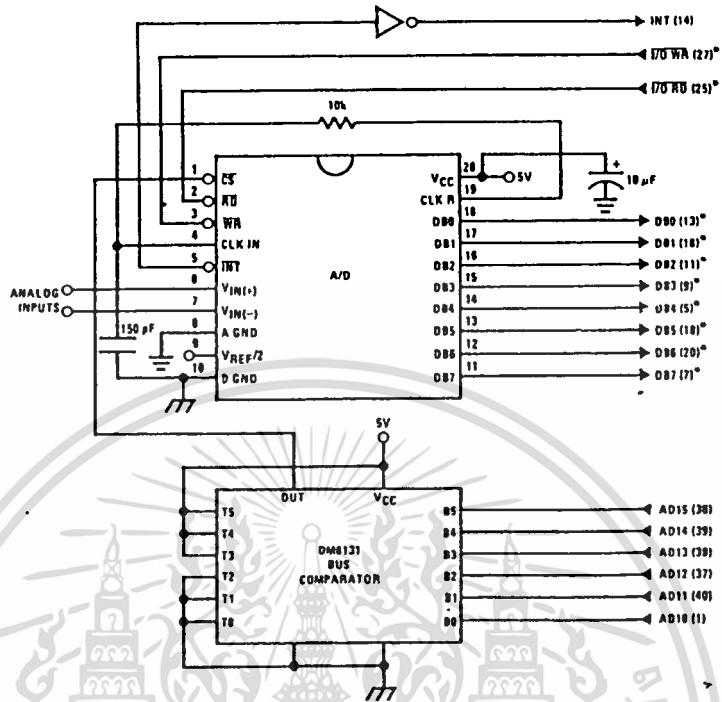 INT (14)
I/O WR (27)*
I/O RD (25)*
10k
1
CS
2
RD
3
WR
4
CLK IN
5
INT
6
VIN(+)
7
VIN(−)
8
A GND
9
VREF/2
10
D GND
A/D
20
VCC
5V
19
CLK R
18
DB0
17
DB1
16
DB2
15
DB3
14
DB4
13
DB5
12
DB6
11
DB7
+
10 µF
DB0 (13)*
DB1 (16)*
DB2 (11)*
DB3 (9)*
DB4 (5)*
DB5 (18)*
DB6 (20)*
DB7 (7)*
ANALOG
INPUTS
150 pF
5V
OUT
VCC
T5
T4
T3
T2
T1
T0
DM8131
BUS
COMPARATOR
B5
B4
B3
B2
B1
B0
AD15 (36)
AD14 (39)
AD13 (38)
AD12 (37)
AD11 (40)
AD10 (1)